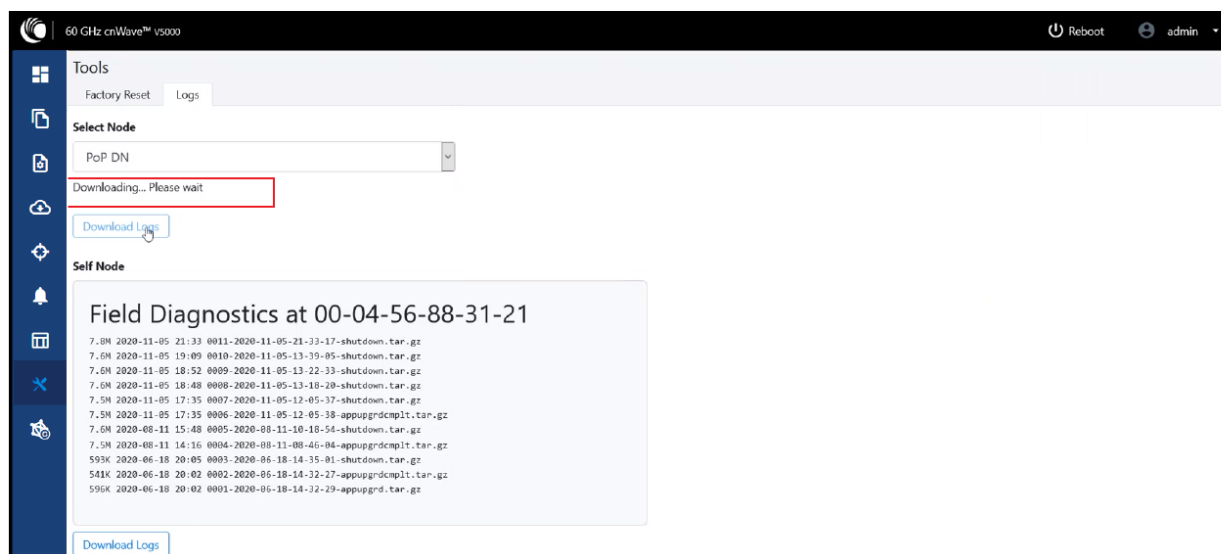 60 GHz cnWave™ V5000
Reboot
admin
Tools
Factory Reset
Logs
Select Node
PoP DN
Downloading... Please wait
Download Logs
Self Node
Field Diagnostics at 00-04-56-88-31-21
7.8M 2020-11-05 21:33 0011-2020-11-05-21-33-17-shutdown.tar.gz
7.6M 2020-11-05 19:09 0010-2020-11-05-13-39-05-shutdown.tar.gz
7.6M 2020-11-05 18:52 0009-2020-11-05-13-22-33-shutdown.tar.gz
7.6M 2020-11-05 18:48 0008-2020-11-05-13-18-20-shutdown.tar.gz
7.5M 2020-11-05 17:35 0007-2020-11-05-12-05-37-shutdown.tar.gz
7.5M 2020-11-05 17:35 0006-2020-11-05-12-05-38-appupgrdcmplt.tar.gz
7.6M 2020-08-11 15:48 0005-2020-08-11-10-18-54-shutdown.tar.gz
7.5M 2020-08-11 14:16 0004-2020-08-11-08-46-04-appupgrdcmplt.tar.gz
593K 2020-06-18 20:05 0003-2020-06-18-14-35-01-shutdown.tar.gz
541K 2020-06-18 20:02 0002-2020-06-18-14-32-27-appupgrdcmplt.tar.gz
596K 2020-06-18 20:02 0001-2020-06-18-14-32-29-appupgrd.tar.gz
Download Logs